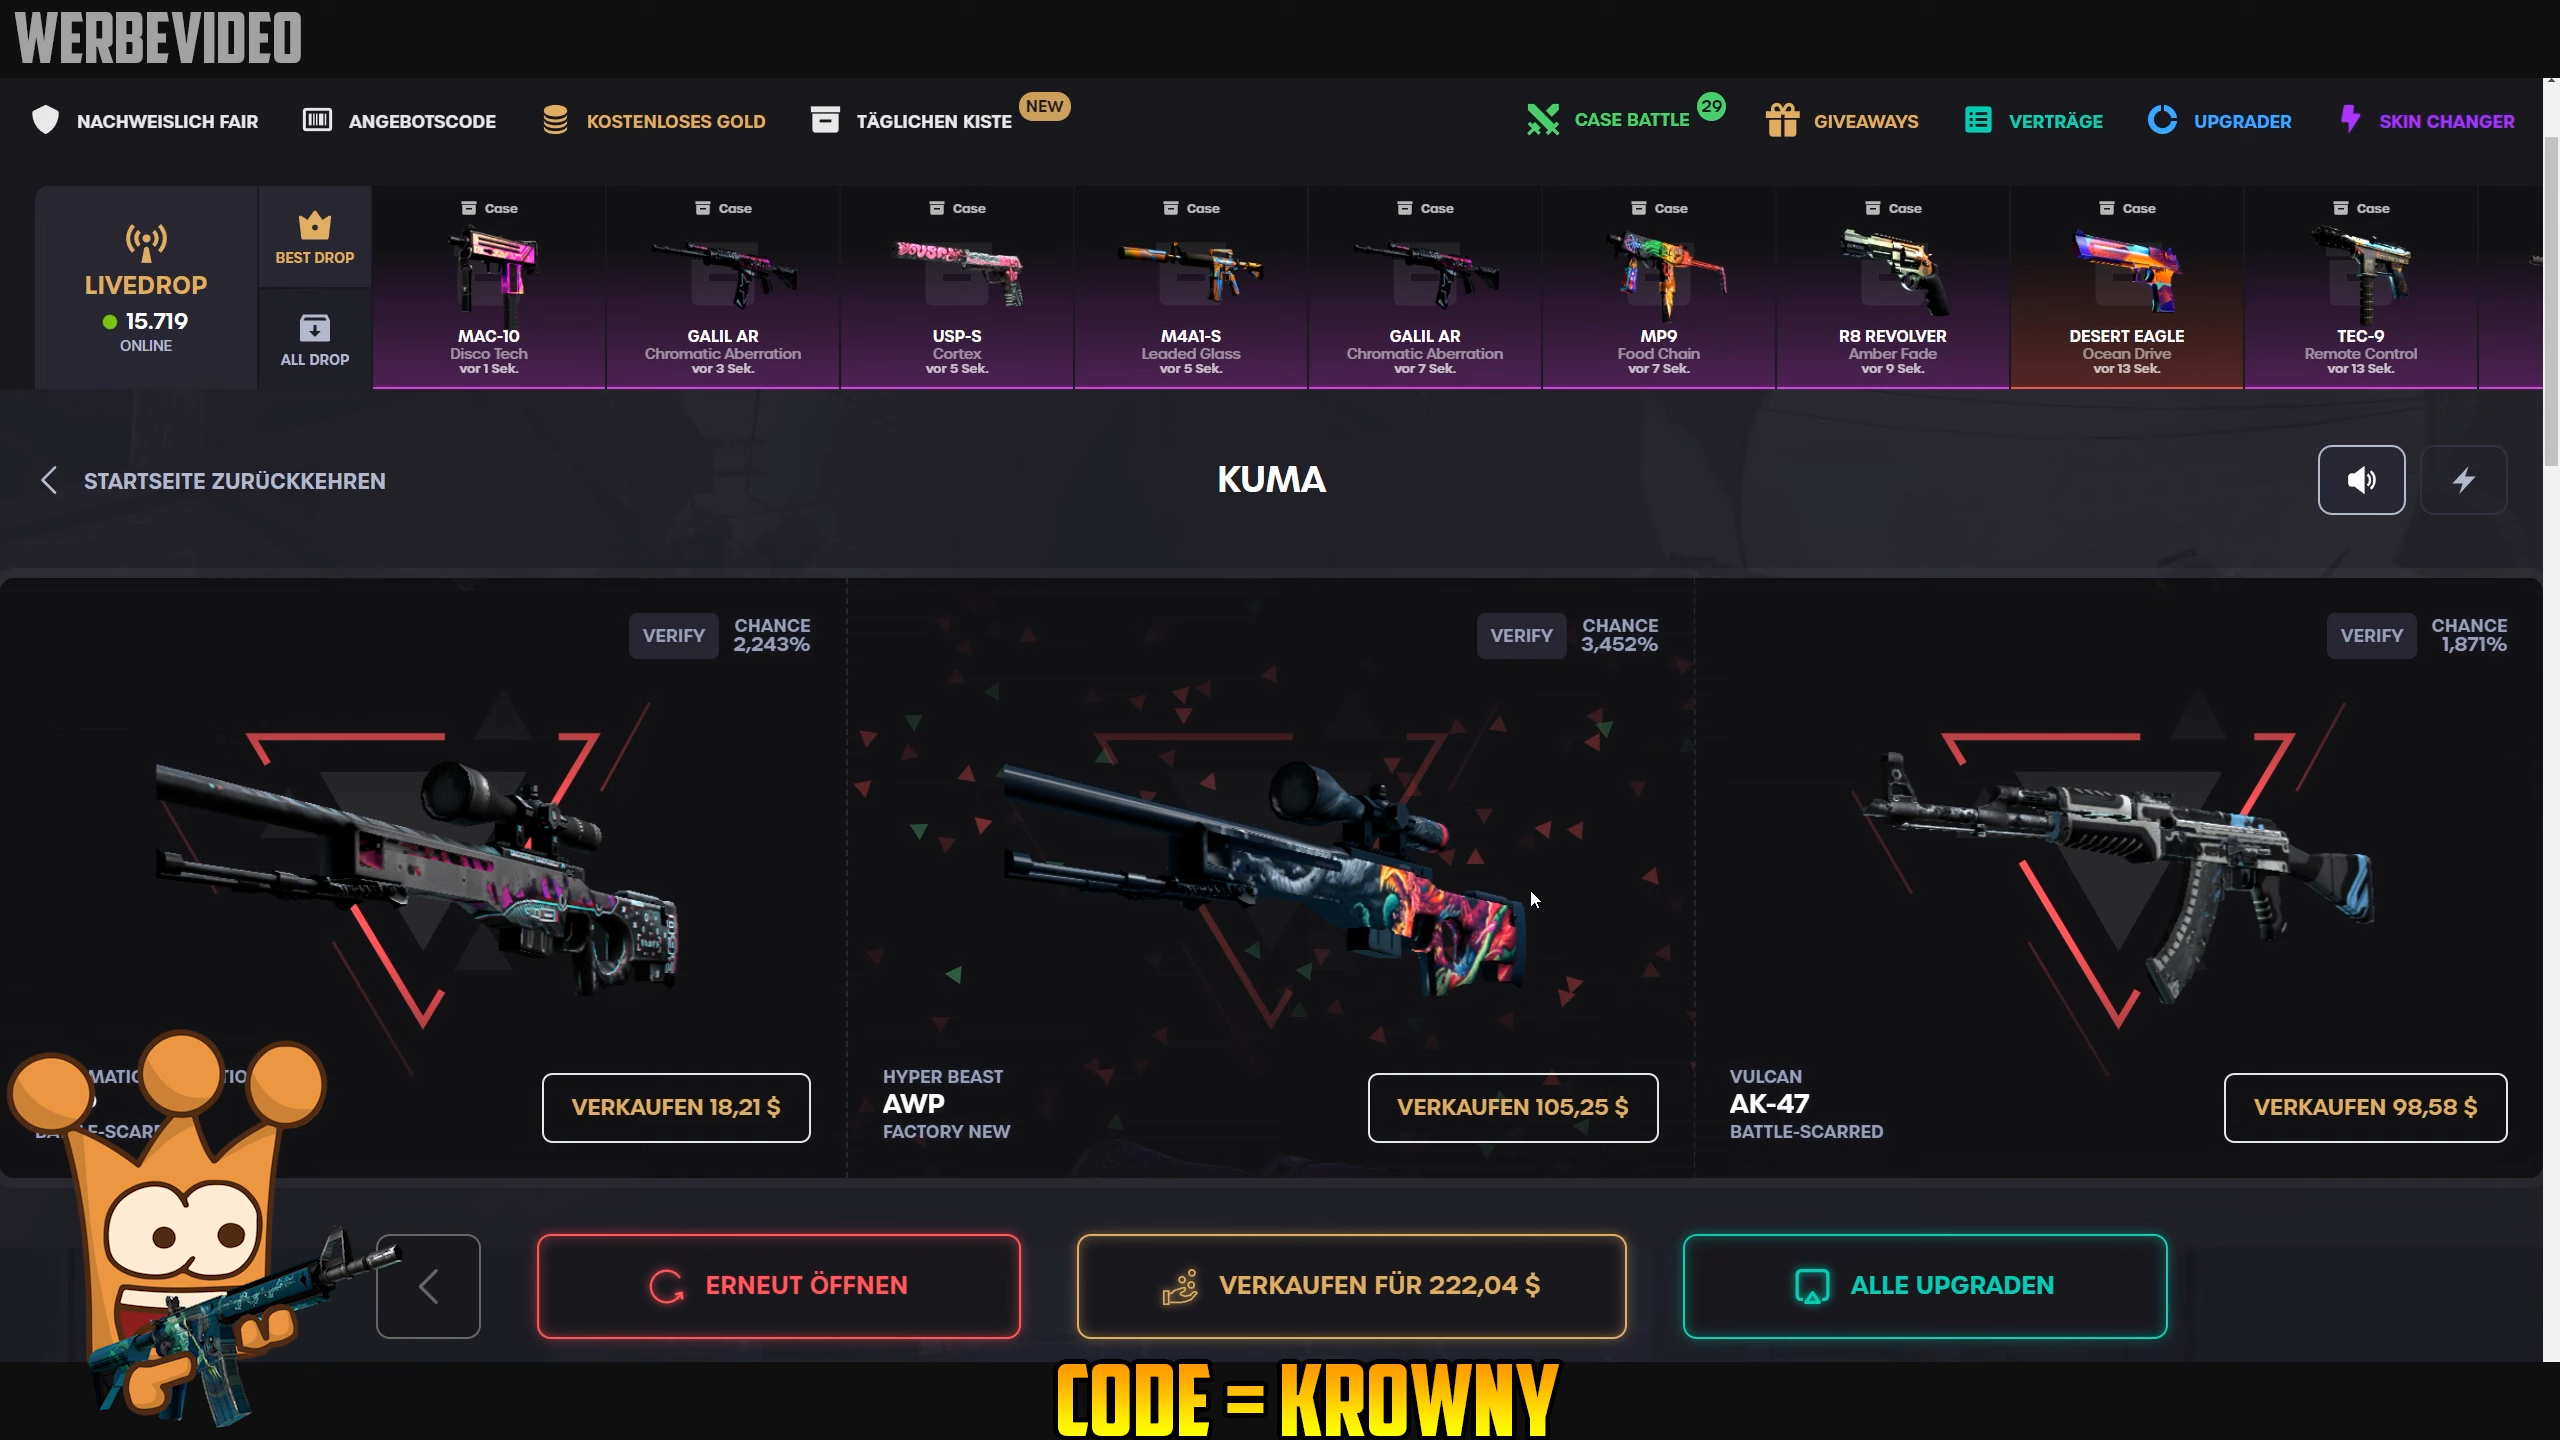 WERBEVIDEO
NACHWEISLICH FAIR
ANGEBOTSCODE
KOSTENLOSES GOLD
TÄGLICHEN KISTE
NEW
CASE BATTLE
29
GIVEAWAYS
VERTRÄGE
UPGRADER
SKIN CHANGER
LIVEDROP
15.719
ONLINE
BEST DROP
ALL DROP
Case
MAC-10
Disco Tech
vor 1 Sek.
Case
GALIL AR
Chromatic Aberration
vor 3 Sek.
Case
USP-S
Cortex
vor 5 Sek.
Case
M4A1-S
Leaded Glass
vor 5 Sek.
Case
GALIL AR
Chromatic Aberration
vor 7 Sek.
Case
MP9
Food Chain
vor 7 Sek.
Case
R8 REVOLVER
Amber Fade
vor 9 Sek.
Case
DESERT EAGLE
Ocean Drive
vor 13 Sek.
Case
TEC-9
Remote Control
vor 13 Sek.
STARTSEITE ZURÜCKKEHREN
KUMA
VERIFY
CHANCE
2,243%
VERKAUFEN 18,21 $
VERIFY
CHANCE
3,452%
HYPER BEAST
AWP
FACTORY NEW
VERKAUFEN 105,25 $
VERIFY
CHANCE
1,871%
VULCAN
AK-47
BATTLE-SCARRED
VERKAUFEN 98,58 $
ERNEUT ÖFFNEN
VERKAUFEN FÜR 222,04 $
ALLE UPGRADEN
CODE = KROWNY